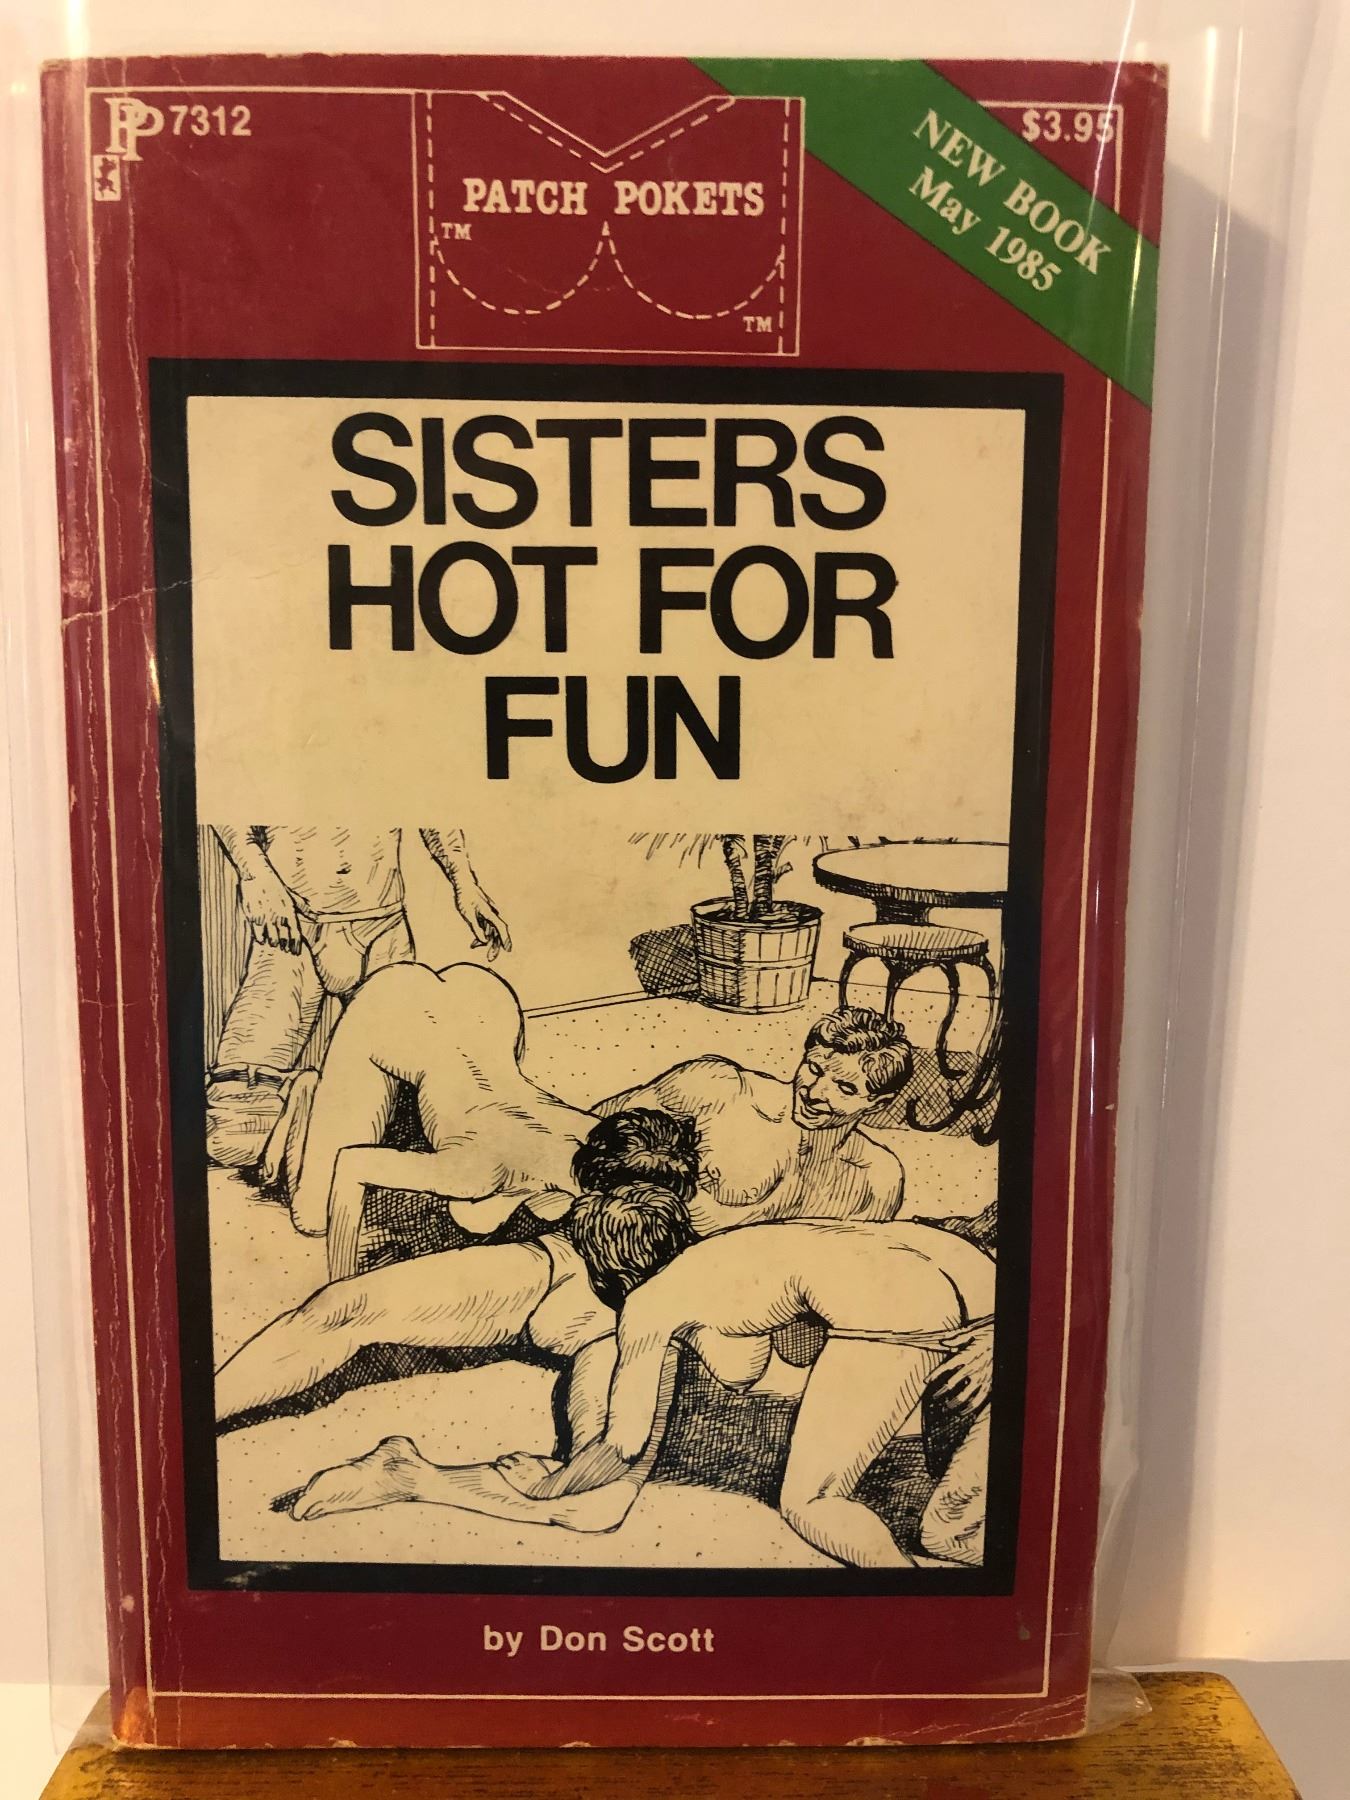 PP 7312
PATCH POKETS
TM
TM
$3.95
NEW BOOK
May 1985
SISTERS
HOT FOR
FUN
by Don Scott